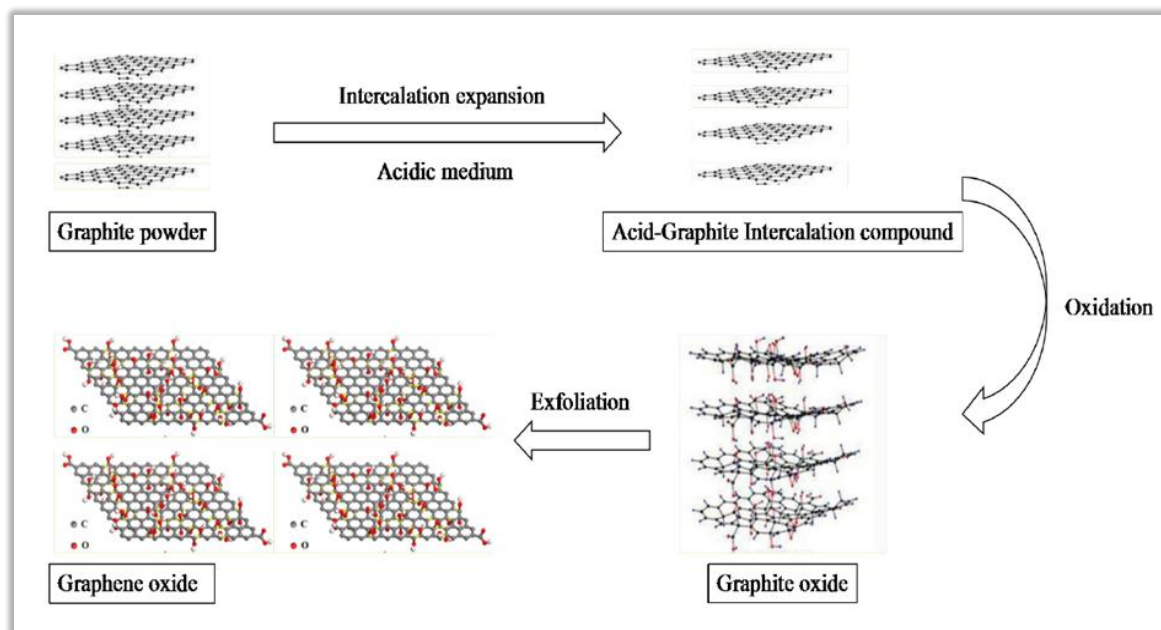 Intercalation expansion
Acidic medium
Graphite powder
Acid-Graphite Intercalation compound
Oxidation
Exfoliation
C
O
C
O
C
O
C
O
Graphene oxide
Graphite oxide